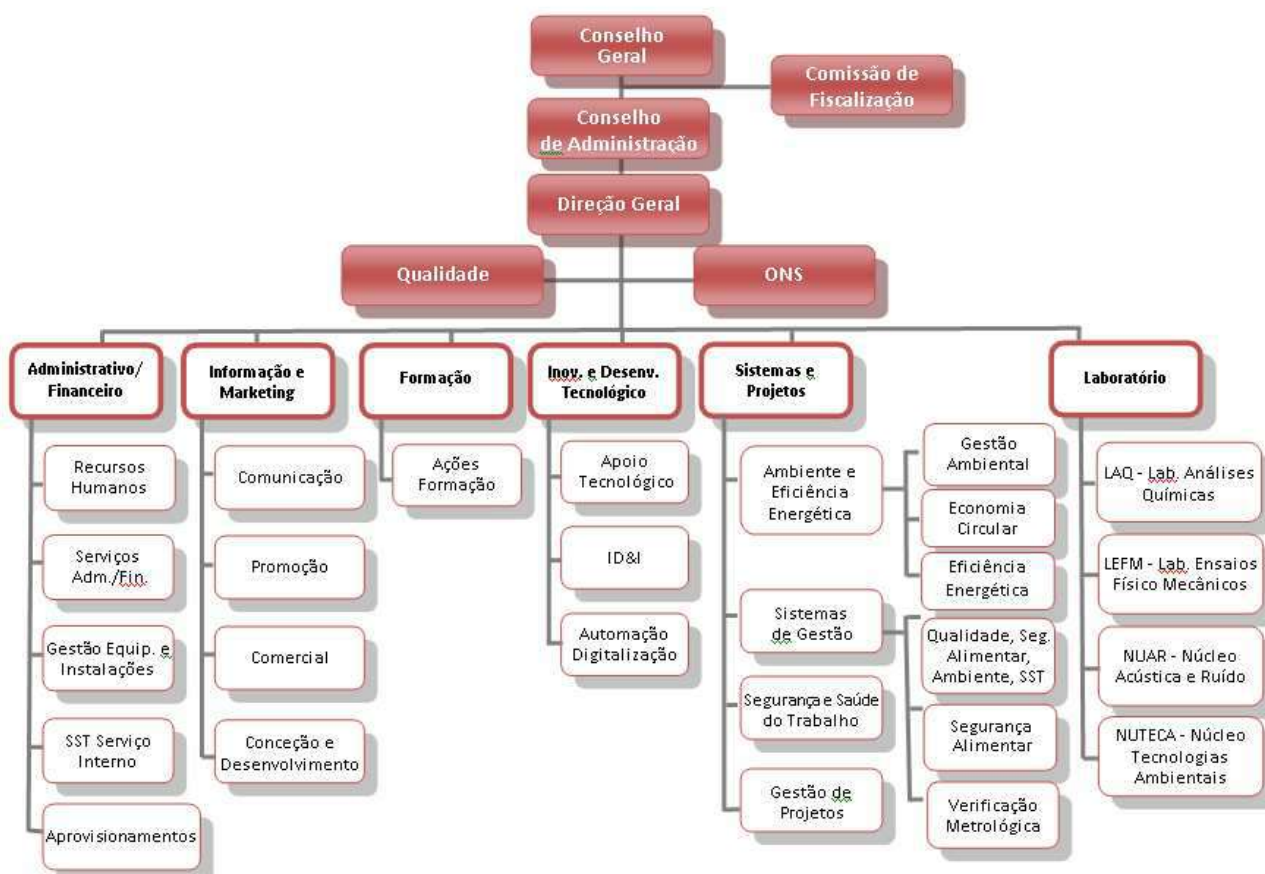 Conselho
Geral
Comissão de
Fiscalização
Conselho
de Administração
Direção Geral
Qualidade
ONS
Administrativo/
Financeiro
Informação e
Marketing
Formação
Inov. e Desenv.
Tecnológico
Sistemas e
Projetos
Laboratório
Recursos
Humanos
Serviços
Adm./Fin.
Gestão Equip. e
Instalações
SST Serviço
Interno
Aprovisionamentos
Comunicação
Promoção
Comercial
Conceção e
Desenvolvimento
Ações
Formação
Apoio
Tecnológico
ID&I
Automação
Digitalização
Ambiente e
Eficiência
Energética
Sistemas
de Gestão
Segurança e Saúde
do Trabalho
Gestão de
Projetos
Gestão
Ambiental
Economia
Circular
Eficiência
Energética
Qualidade, Seg.
Alimentar,
Ambiente, SST
Segurança
Alimentar
Verificação
Metrológica
LAQ - Lab. Análises
Químicas
LEFM - Lab. Ensaios
Físico Mecânicos
NUAR - Núcleo
Acústica e Ruído
NUTECA - Núcleo
Tecnologias
Ambientais